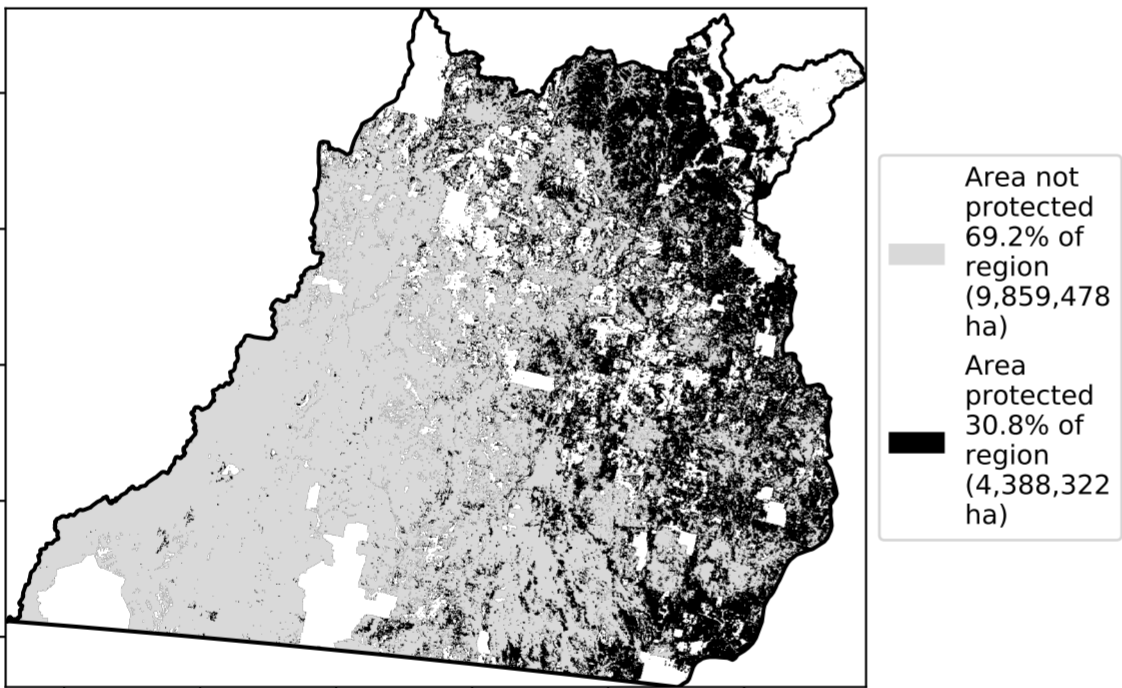 Area not
protected
69.2% of
region
(9,859,478
ha)
Area
protected
30.8% of
region
(4,388,322
ha)